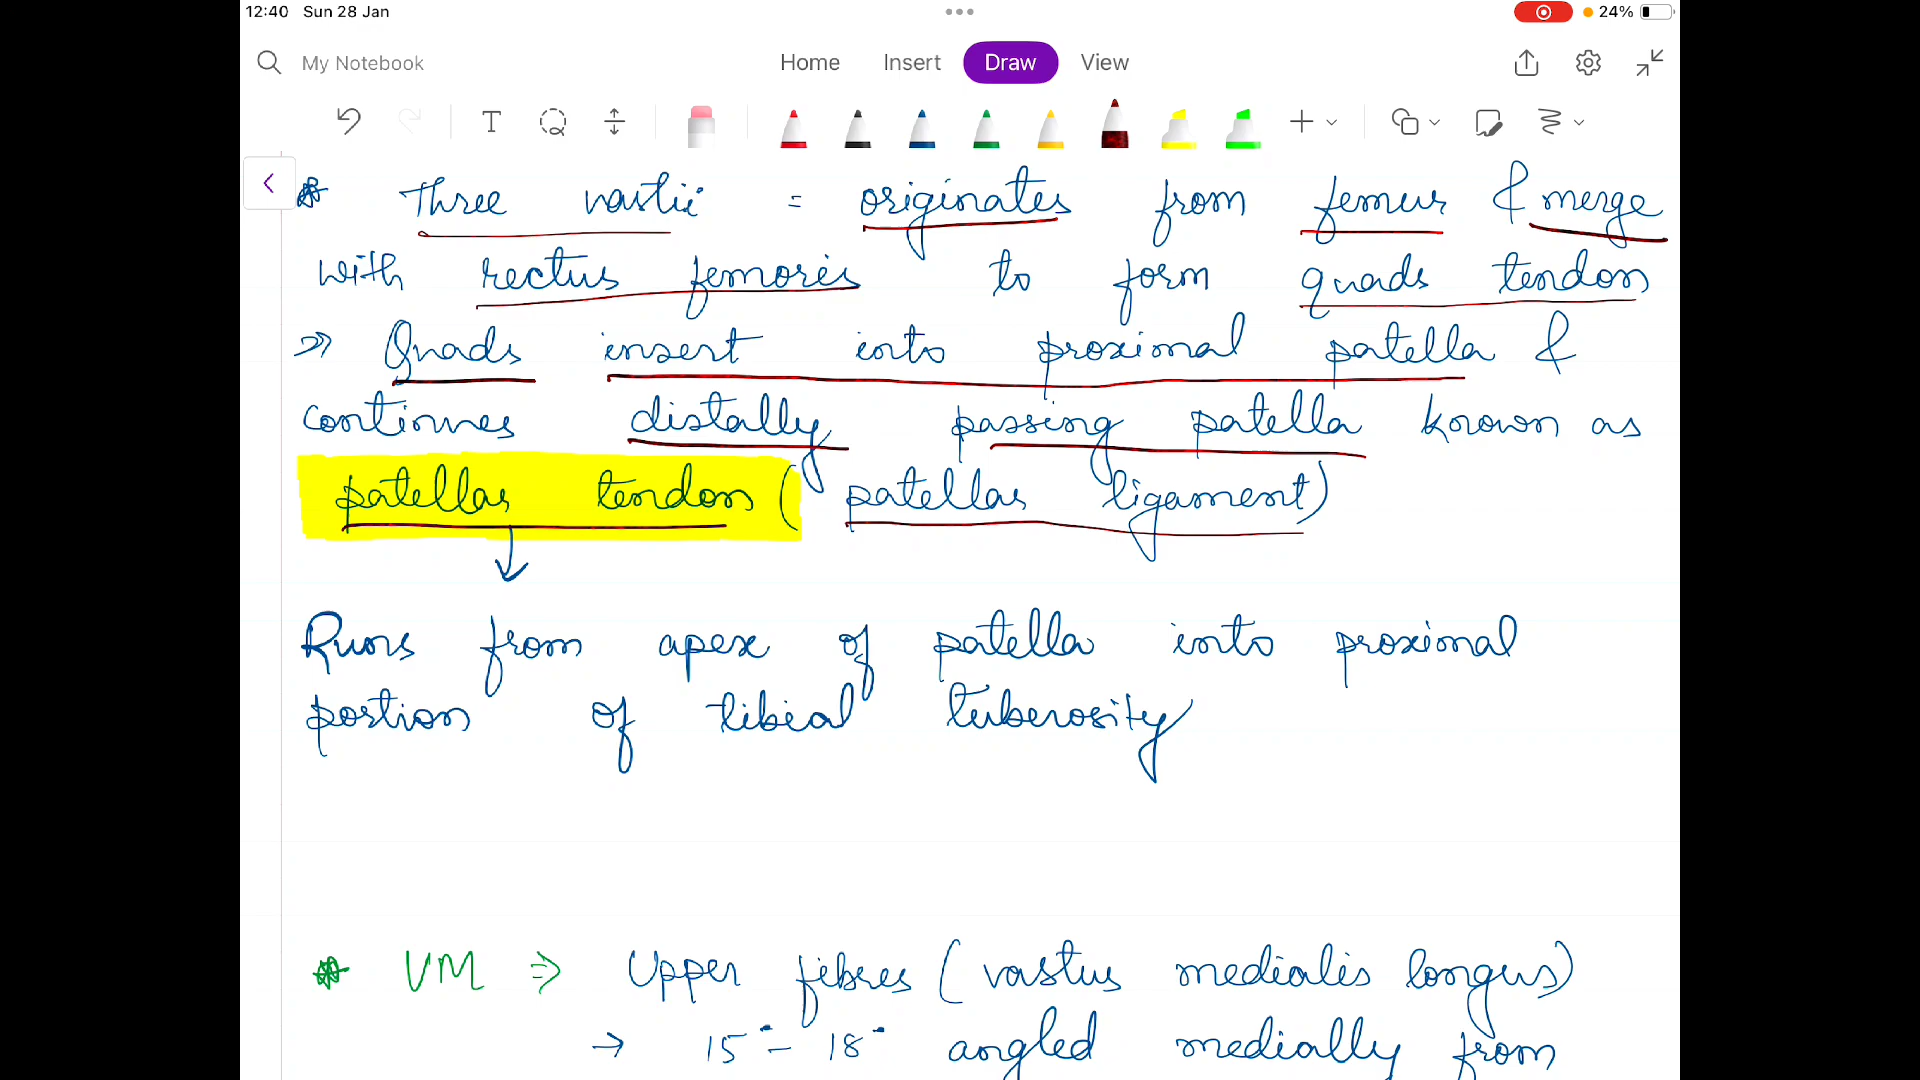 12:40 Sun 28 Jan
24%
My Notebook
Home Insert Draw View
T
* Three vastii = originates from femur & merge
with rectus femoris to form quads tendon
=> Quads insert into proximal patella &
continues distally passing patella known as
patellar tendon (patellar ligament)
↓
Runs from apex of patella into proximal
portion of tibial tuberosity
* VM => Upper fibres (vastus medialis longus)
→ 15° - 18° angled medially from